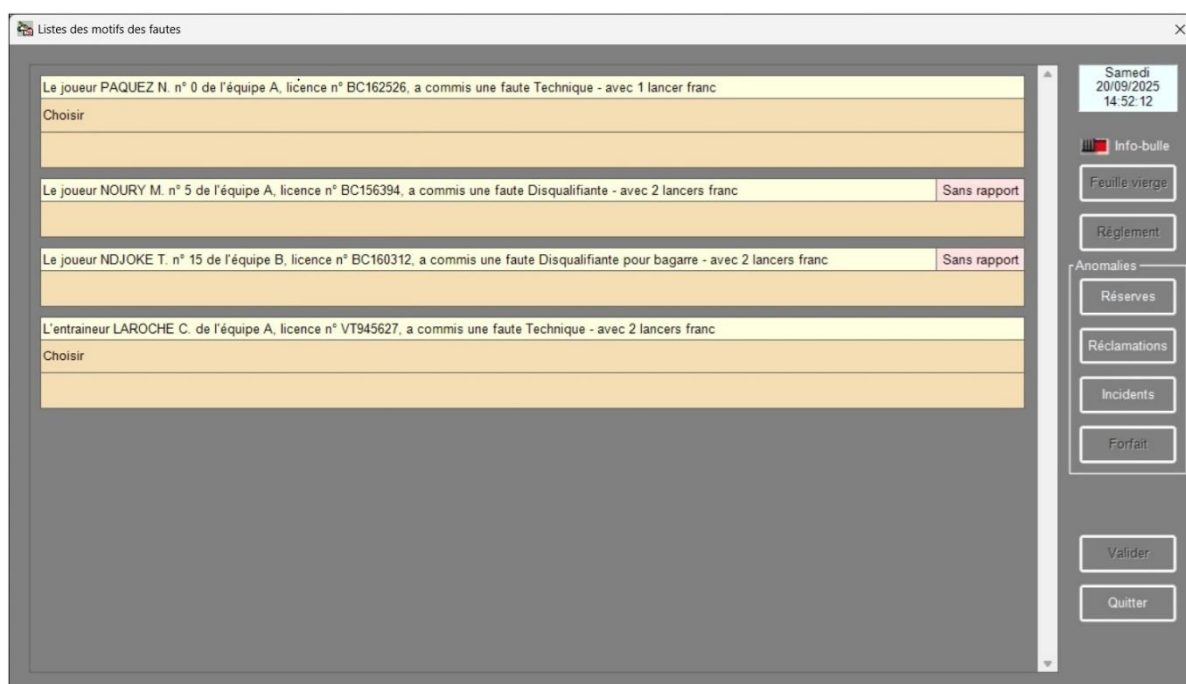 Listes des motifs des fautes
Le joueur PAQUEZ N. n° 0 de l'équipe A, licence n° BC162526, a commis une faute Technique - avec 1 lancer franc
Choisir
Le joueur NOURY M. n° 5 de l'équipe A, licence n° BC156394, a commis une faute Disqualifiante - avec 2 lancers franc
Sans rapport
Le joueur NDJOKE T. n° 15 de l'équipe B, licence n° BC160312, a commis une faute Disqualifiante pour bagarre - avec 2 lancers franc
Sans rapport
L'entraineur LAROCHE C. de l'équipe A, licence n° VT945627, a commis une faute Technique - avec 2 lancers franc
Choisir
Samedi
20/09/2025
14:52:12
Info-bulle
Feuille vierge
Réglement
Anomalies
Réserves
Réclamations
Incidents
Forfait
Valider
Quitter